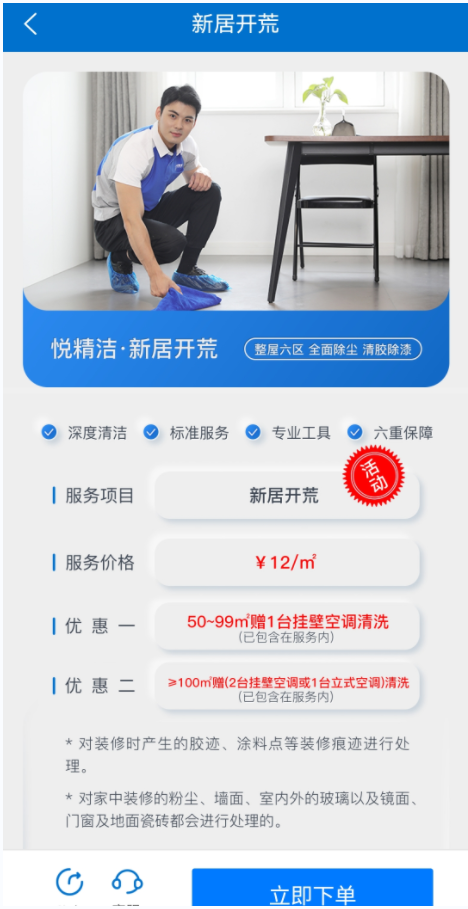 新居开荒
悦精洁·新居开荒
整屋六区 全面除尘 清胶除漆
深度清洁 标准服务 专业工具 六重保障
活动
服务项目 新居开荒
服务价格 ¥12/㎡
优惠一 50~99㎡赠1台挂壁空调清洗
(已包含在服务内)
优惠二 ≥100㎡赠(2台挂壁空调或1台立式空调)清洗
(已包含在服务内)
* 对装修时产生的胶迹、涂料点等装修痕迹进行处
理。
* 对家中装修的粉尘、墙面、室内外的玻璃以及镜面、
门窗及地面瓷砖都会进行处理的。
立即下单